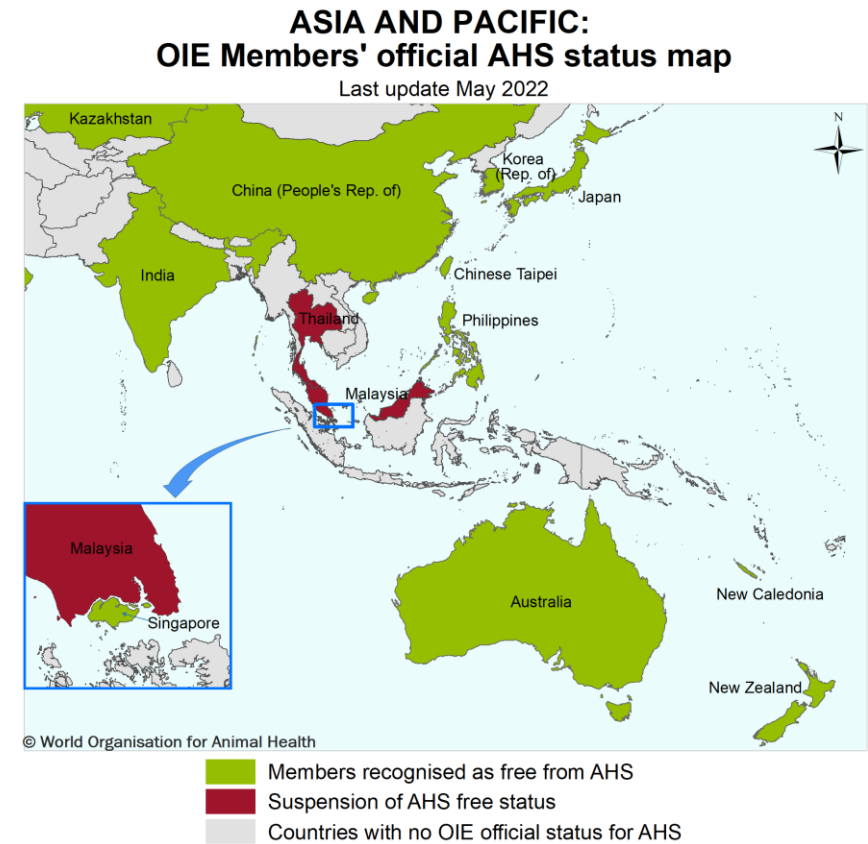 ASIA AND PACIFIC:
OIE Members' official AHS status map
Last update May 2022
Kazakhstan
N
Korea
(Rep. of)
China (People's Rep. of)
Japan
India
Chinese Taipei
Thailand
Philippines
Malaysia
Malaysia
Singapore
Australia
New Caledonia
New Zealand
© World Organisation for Animal Health
Members recognised as free from AHS
Suspension of AHS free status
Countries with no OIE official status for AHS